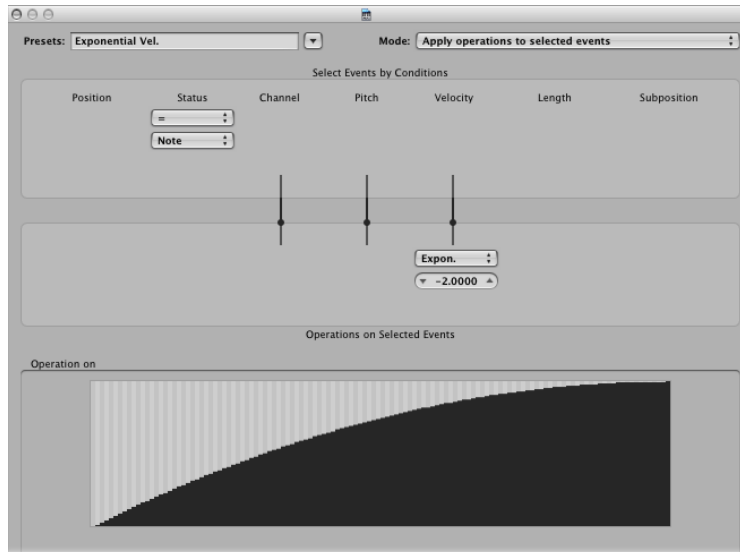 Presets: Exponential Vel. Mode: Apply operations to selected events
Select Events by Conditions
Position Status Channel Pitch Velocity Length Subposition
=
Note
Expon.
-2.0000
Operations on Selected Events
Operation on